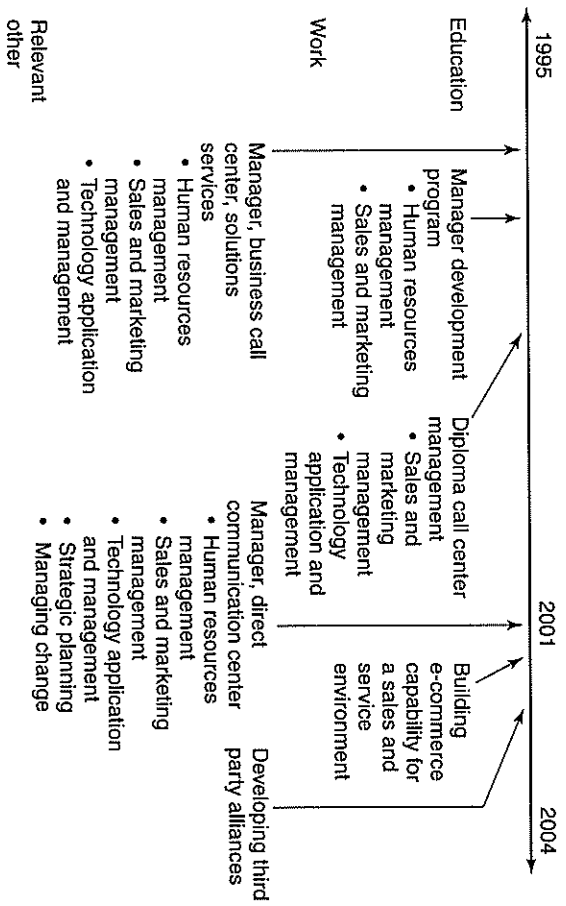 1995
2001
2004
Education
Manager development
program
• Human resources
management
• Sales and marketing
management
Diploma call center
management
• Sales and
marketing
management
• Technology
application and
management
Building
e-commerce
capability for
a sales and
service
environment
Work
Manager, business call
center, solutions
services
• Human resources
management
• Sales and marketing
management
• Technology application
and management
Manager, direct
communication center
• Human resources
management
• Sales and marketing
management
• Technology application
and management
• Strategic planning
• Managing change
Developing third
party alliances
Relevant
other